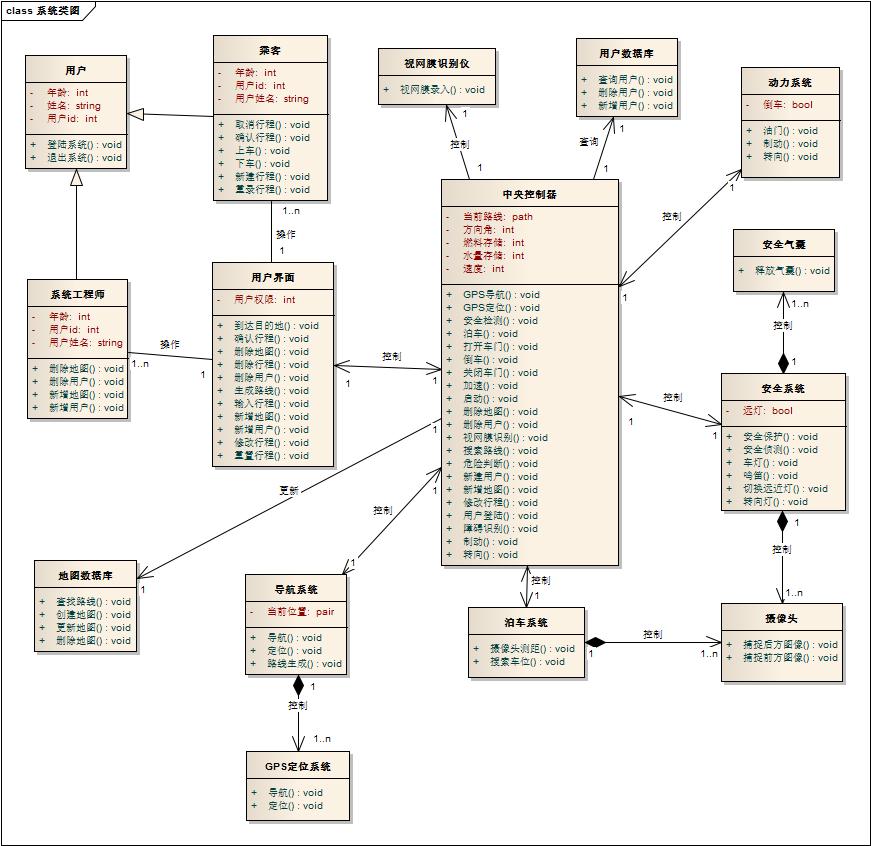 class 系统类图
用户
- 年龄: int
- 姓名: string
- 用户id: int
+ 登陆系统() : void
+ 退出系统() : void
乘客
- 年龄: int
- 用户id: int
- 用户姓名: string
+ 取消行程() : void
+ 确认行程() : void
+ 上车() : void
+ 下车() : void
+ 新建行程() : void
+ 重录行程() : void
视网膜识别仪
+ 视网膜录入() : void
用户数据库
+ 查询用户() : void
+ 删除用户() : void
+ 新增用户() : void
动力系统
- 倒车: bool
+ 油门() : void
+ 制动() : void
+ 转向() : void
1
控制
1
1
查询
1
1
控制
1
1..n
操作
1
中央控制器
- 当前路线: path
- 方向角: int
- 燃料存储: int
- 水量存储: int
- 速度: int
+ GPS导航() : void
+ GPS定位() : void
+ 安全检测() : void
+ 泊车() : void
+ 打开车门() : void
+ 倒车() : void
+ 关闭车门() : void
+ 加速() : void
+ 启动() : void
+ 删除地图() : void
+ 删除用户() : void
+ 视网膜识别() : void
+ 搜索路线() : void
+ 危险判断() : void
+ 新建用户() : void
+ 新增地图() : void
+ 修改行程() : void
+ 用户登陆() : void
+ 障碍识别() : void
+ 制动() : void
+ 转向() : void
安全气囊
+ 释放气囊() : void
1..n
控制
1
系统工程师
- 年龄: int
- 用户id: int
- 用户姓名: string
+ 删除地图() : void
+ 删除用户() : void
+ 新增地图() : void
+ 新增用户() : void
操作
1..n
1
用户界面
- 用户权限: int
+ 到达目的地() : void
+ 确认行程() : void
+ 删除地图() : void
+ 删除行程() : void
+ 删除用户() : void
+ 生成路线() : void
+ 输入行程() : void
+ 新增地图() : void
+ 新增用户() : void
+ 修改行程() : void
+ 重置行程() : void
控制
1
1
控制
1
1
安全系统
- 远灯: bool
+ 安全保护() : void
+ 安全侦测() : void
+ 车灯() : void
+ 鸣笛() : void
+ 切换远近灯() : void
+ 转向灯() : void
1
更新
1
1
控制
1
1
控制
1..n
地图数据库
+ 查找路线() : void
+ 创建地图() : void
+ 更新地图() : void
+ 删除地图() : void
导航系统
- 当前位置: pair
+ 导航() : void
+ 定位() : void
+ 路线生成() : void
1
控制
1
泊车系统
+ 摄像头测距() : void
+ 搜索车位() : void
控制
1
1..n
摄像头
+ 捕捉后方图像() : void
+ 捕捉前方图像() : void
1
控制
1..n
GPS定位系统
+ 导航() : void
+ 定位() : void